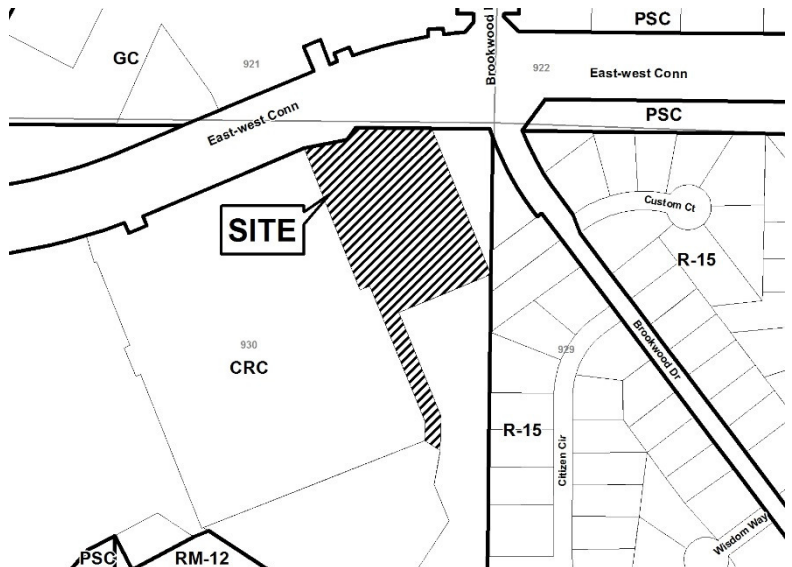 PSC
GC
921
Brookwood
922
East-west Conn
East-west Conn
PSC
Custom Ct
SITE
R-15
930
929
CRC
Brookwood Dr
R-15
Citizen Cir
Wisdom Way
PSC
RM-12